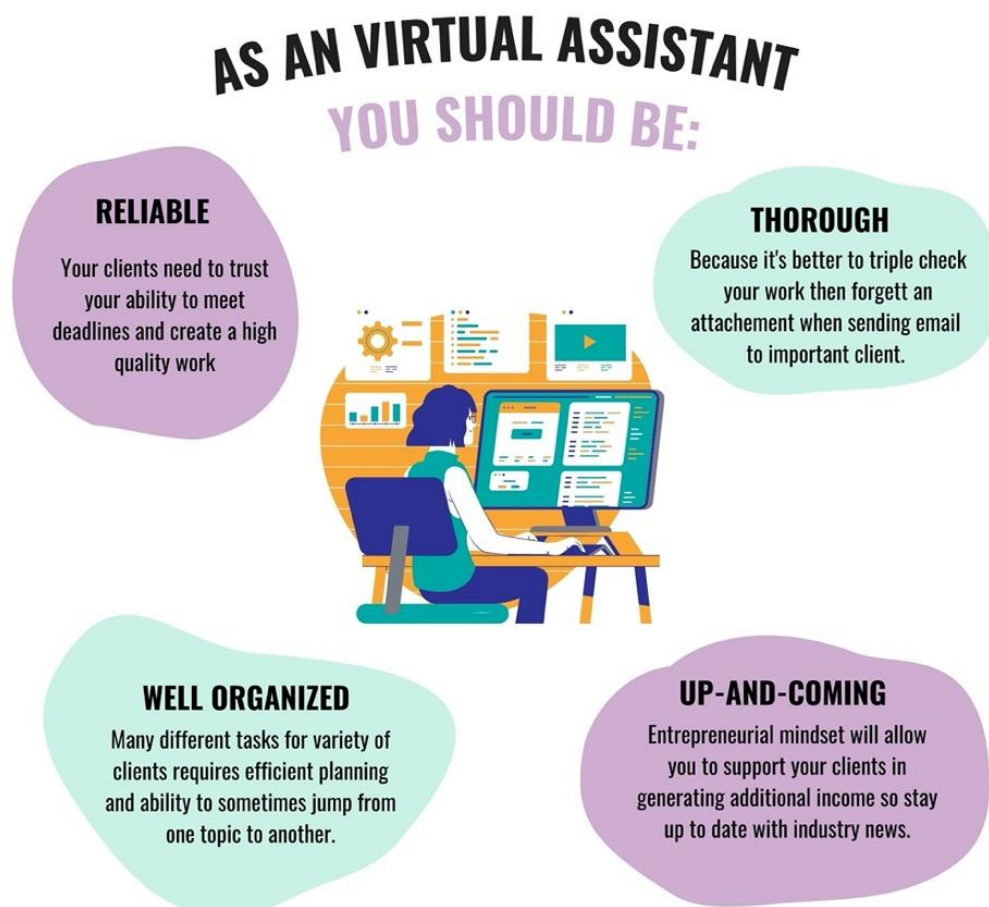 AS AN VIRTUAL ASSISTANT
YOU SHOULD BE:
RELIABLE
Your clients need to trust
your ability to meet
deadlines and create a high
quality work
THOROUGH
Because it's better to triple check
your work then forgett an
attachement when sending email
to important client.
WELL ORGANIZED
Many different tasks for variety of
clients requires efficient planning
and ability to sometimes jump from
one topic to another.
UP-AND-COMING
Entrepreneurial mindset will allow
you to support your clients in
generating additional income so stay
up to date with industry news.